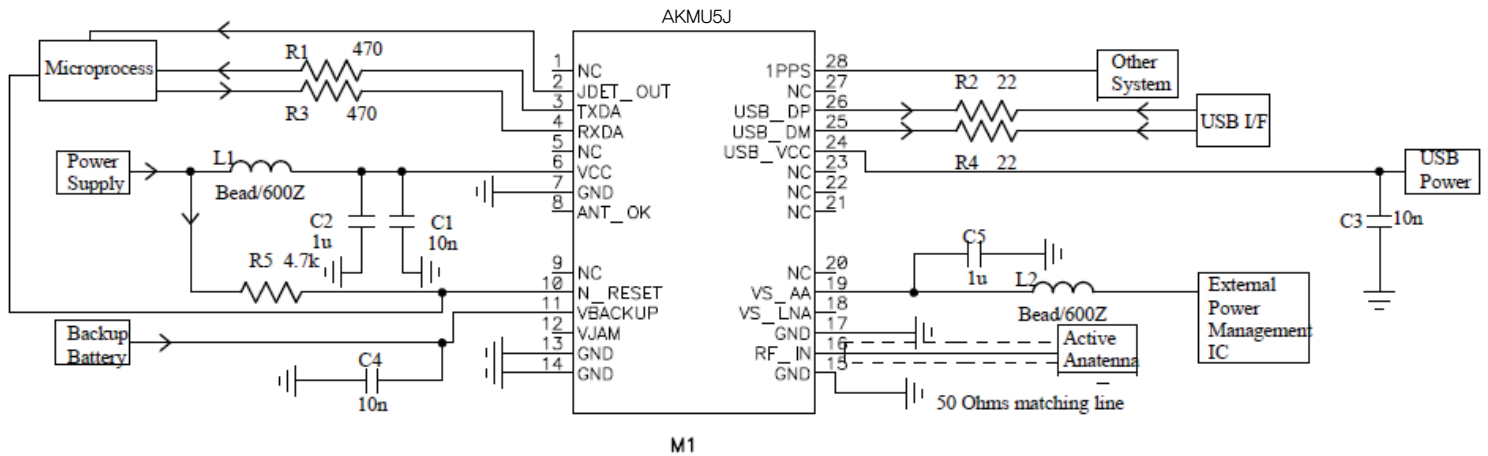 AKMU5J
Microprocess
R1 470
R3 470
Power
Supply
L1
Bead/600Z
C2
1u
C1
10n
R5 4.7k
Backup
Battery
C4
10n
1 NC
2 JDET_OUT
3 TXDA
4 RXDA
5 NC
6 VCC
7 GND
8 ANT_OK
9 NC
10 N_RESET
11 VBACKUP
12 VJAM
13 GND
14 GND
1PPS 28
NC 27
USB_DP 26
USB_DM 25
USB_VCC 24
NC 23
NC 22
NC 21
NC 20
VS_AA 19
VS_LNA 18
GND 17
RF_IN 16
GND 15
Other
System
R2 22
USB I/F
R4 22
USB
Power
C3 10n
C5
1u
L2
Bead/600Z
External
Power
Management
IC
Active
Anatenna
50 Ohms matching line
M1